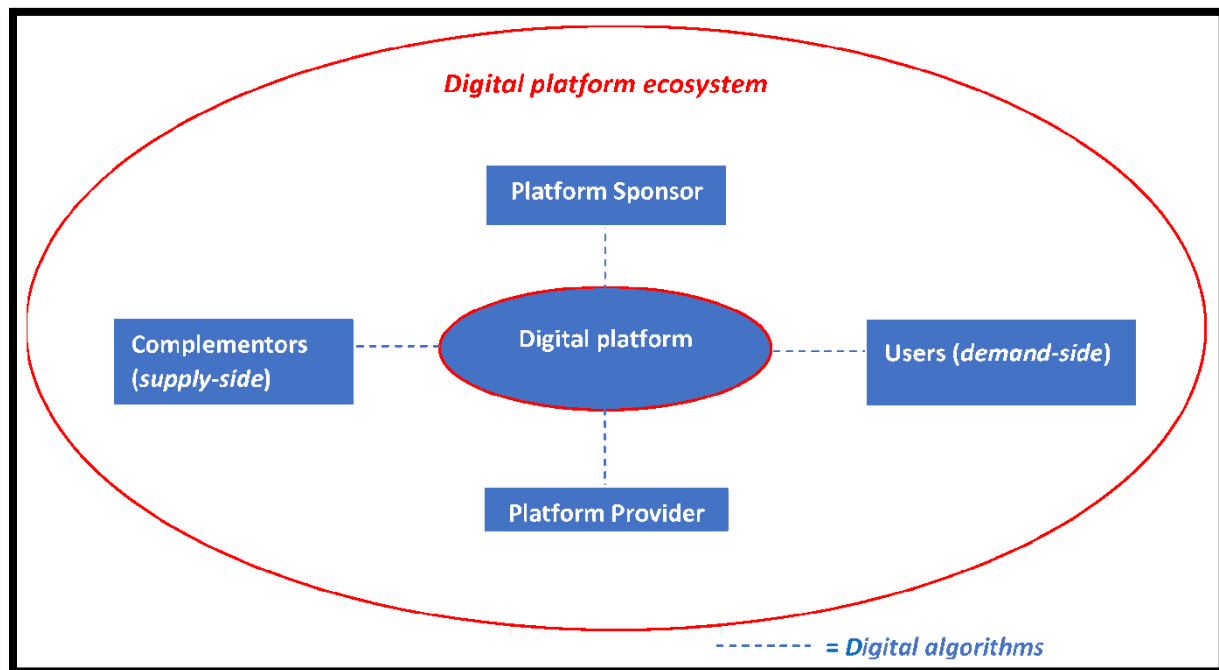 Digital platform ecosystem
Platform Sponsor
Digital platform
Complementors
(supply-side)
Users (demand-side)
Platform Provider
= Digital algorithms